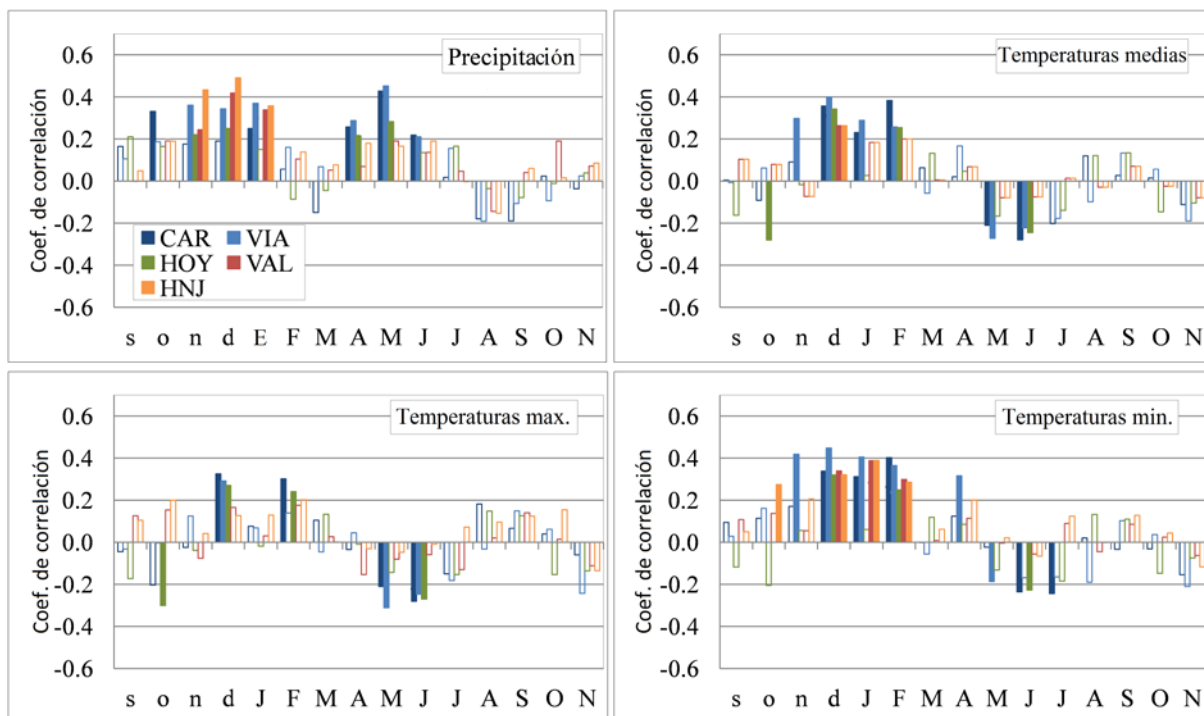 Precipitación
Coef. de correlación
0.6
0.4
0.2
0.0
-0.2
-0.4
-0.6
CAR VIA
HOY VAL
HNJ
s o n d E F M A M J J A S O N
Temperaturas medias
Coef. de correlación
0.6
0.4
0.2
0.0
-0.2
-0.4
-0.6
s o n d J F M A M J J A S O N
Temperaturas max.
Coef. de correlación
0.6
0.4
0.2
0.0
-0.2
-0.4
-0.6
s o n d J F M A M J J A S O N
Temperaturas min.
Coef. de correlación
0.6
0.4
0.2
0.0
-0.2
-0.4
-0.6
s o n d J F M A M J J A S O N